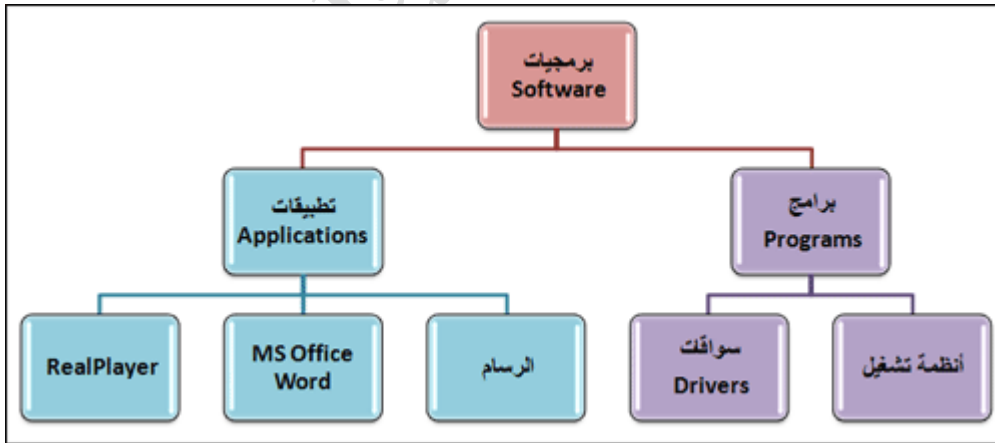 برمجيات
Software
برامج
Programs
تطبيقات
Applications
أنظمة تشغيل
سواقات
Drivers
الرسام
MS Office
Word
RealPlayer